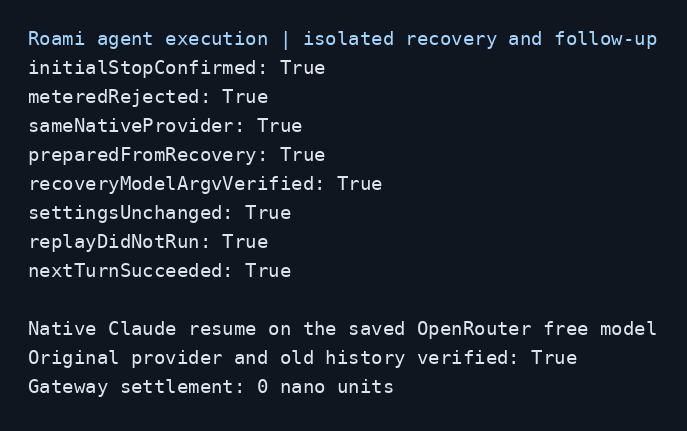 Roami agent execution | isolated recovery and follow-up
initialStopConfirmed: True
meteredRejected: True
sameNativeProvider: True
preparedFromRecovery: True
recoveryModelArgvVerified: True
settingsUnchanged: True
replayDidNotRun: True
nextTurnSucceeded: True
Native Claude resume on the saved OpenRouter free model
Original provider and old history verified: True
Gateway settlement: 0 nano units